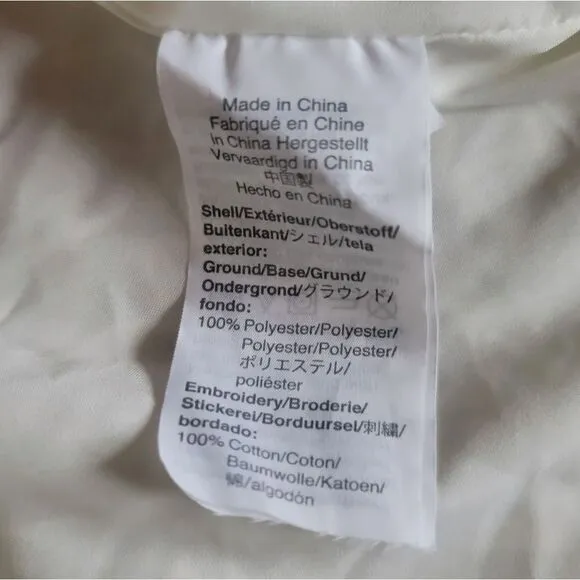 Made in China
Fabriqué en Chine
In China Hergestellt
Vervaardigd in China
中国製
Hecho en China
Shell/Extérieur/Oberstoff/
Buitenkant/シェル/tela
exterior:
Ground/Base/Grund/
Ondergrond/グラウンド/
fondo:
100% Polyester/Polyester/
Polyester/Polyester/
ポリエステル/
poliéster
Embroidery/Broderie/
Stickerei/Borduursel/刺繍/
bordado:
100% Cotton/Coton/
Baumwolle/Katoen/
綿/algodón